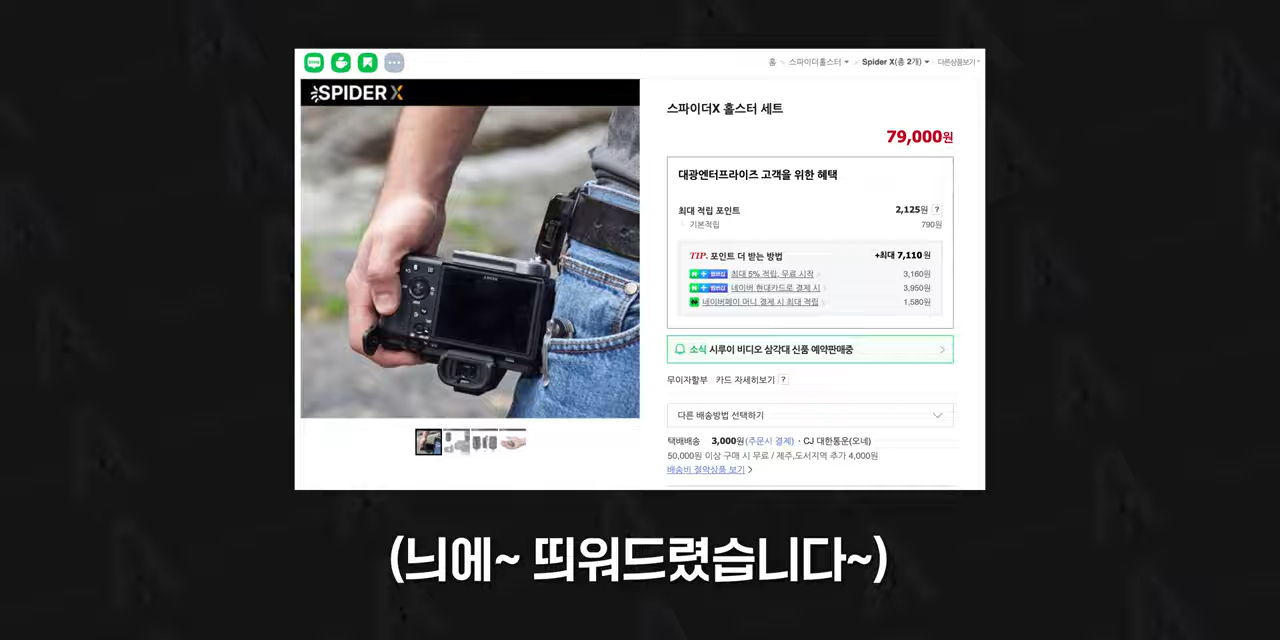 홈 > 스파이더홀스터 > Spider X(총 2개) 다른상품보기
SPIDER X
스파이더X 홀스터 세트
79,000원
대광엔터프라이즈 고객을 위한 혜택
최대 적립 포인트 2,125원 ?
기본적립 790원
TIP. 포인트 더 받는 방법 +최대 7,110원
N + 멤버십 최대 5% 적립, 무료 시작 3,160원
N + 멤버십 네이버 현대카드로 결제 시 3,950원
N 네이버페이 머니 결제 시 최대 적립 1,580원
소식 시루이 비디오 삼각대 신품 예약판매중
무이자할부 카드 자세히보기 ?
다른 배송방법 선택하기
택배배송 3,000원(주문시 결제) · CJ 대한통운(오네)
50,000원 이상 구매 시 무료 / 제주,도서지역 추가 4,000원
배송비 절약상품 보기 >
(늬에~ 띄워드렸습니다~)